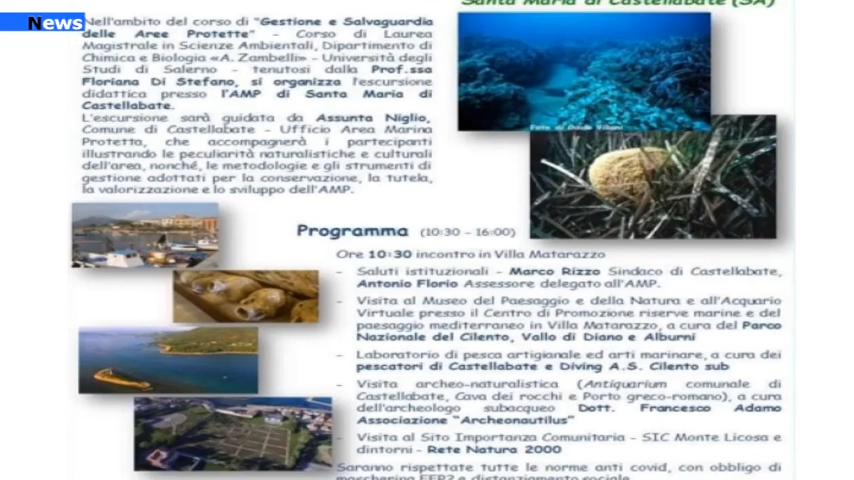 News
Santa Maria di Castellabate (SA)
Nell'ambito del corso di "Gestione e Salvaguardia
delle Aree Protette" - Corso di Laurea
Magistrale in Scienze Ambientali, Dipartimento di
Chimica e Biologia «A. Zambelli» - Università degli
Studi di Salerno - tenutosi dalla Prof.ssa
Floriana Di Stefano, si organizza l'escursione
didattica presso l'AMP di Santa Maria di
Castellabate.
L'escursione sarà guidata da Assunta Niglio,
Comune di Castellabate - Ufficio Area Marina
Protetta, che accompagnerà i partecipanti
illustrando le peculiarità naturalistiche e culturali
dell'area, nonché, le metodologie e gli strumenti di
gestione adottati per la conservazione, la tutela,
la valorizzazione e lo sviluppo dell'AMP.
Foto di Guido Villani
Programma (10:30 - 16:00)
Ore 10:30 incontro in Villa Matarazzo
- Saluti istituzionali - Marco Rizzo Sindaco di Castellabate,
Antonio Florio Assessore delegato all'AMP.
- Visita al Museo del Paesaggio e della Natura e all'Acquario
Virtuale presso il Centro di Promozione riserve marine e del
paesaggio mediterraneo in Villa Matarazzo, a cura del Parco
Nazionale del Cilento, Vallo di Diano e Alburni
- Laboratorio di pesca artigianale ed arti marinare, a cura dei
pescatori di Castellabate e Diving A.S. Cilento sub
- Visita archeo-naturalistica (Antiquarium comunale di
Castellabate, Cava dei rocchi e Porto greco-romano), a cura
dell'archeologo subacqueo Dott. Francesco Adamo
Associazione "Archeonautilus"
- Visita al Sito Importanza Comunitaria - SIC Monte Licosa e
dintorni - Rete Natura 2000
Saranno rispettate tutte le norme anti covid, con obbligo di
mascherina FFP2 e distanziamento sociale